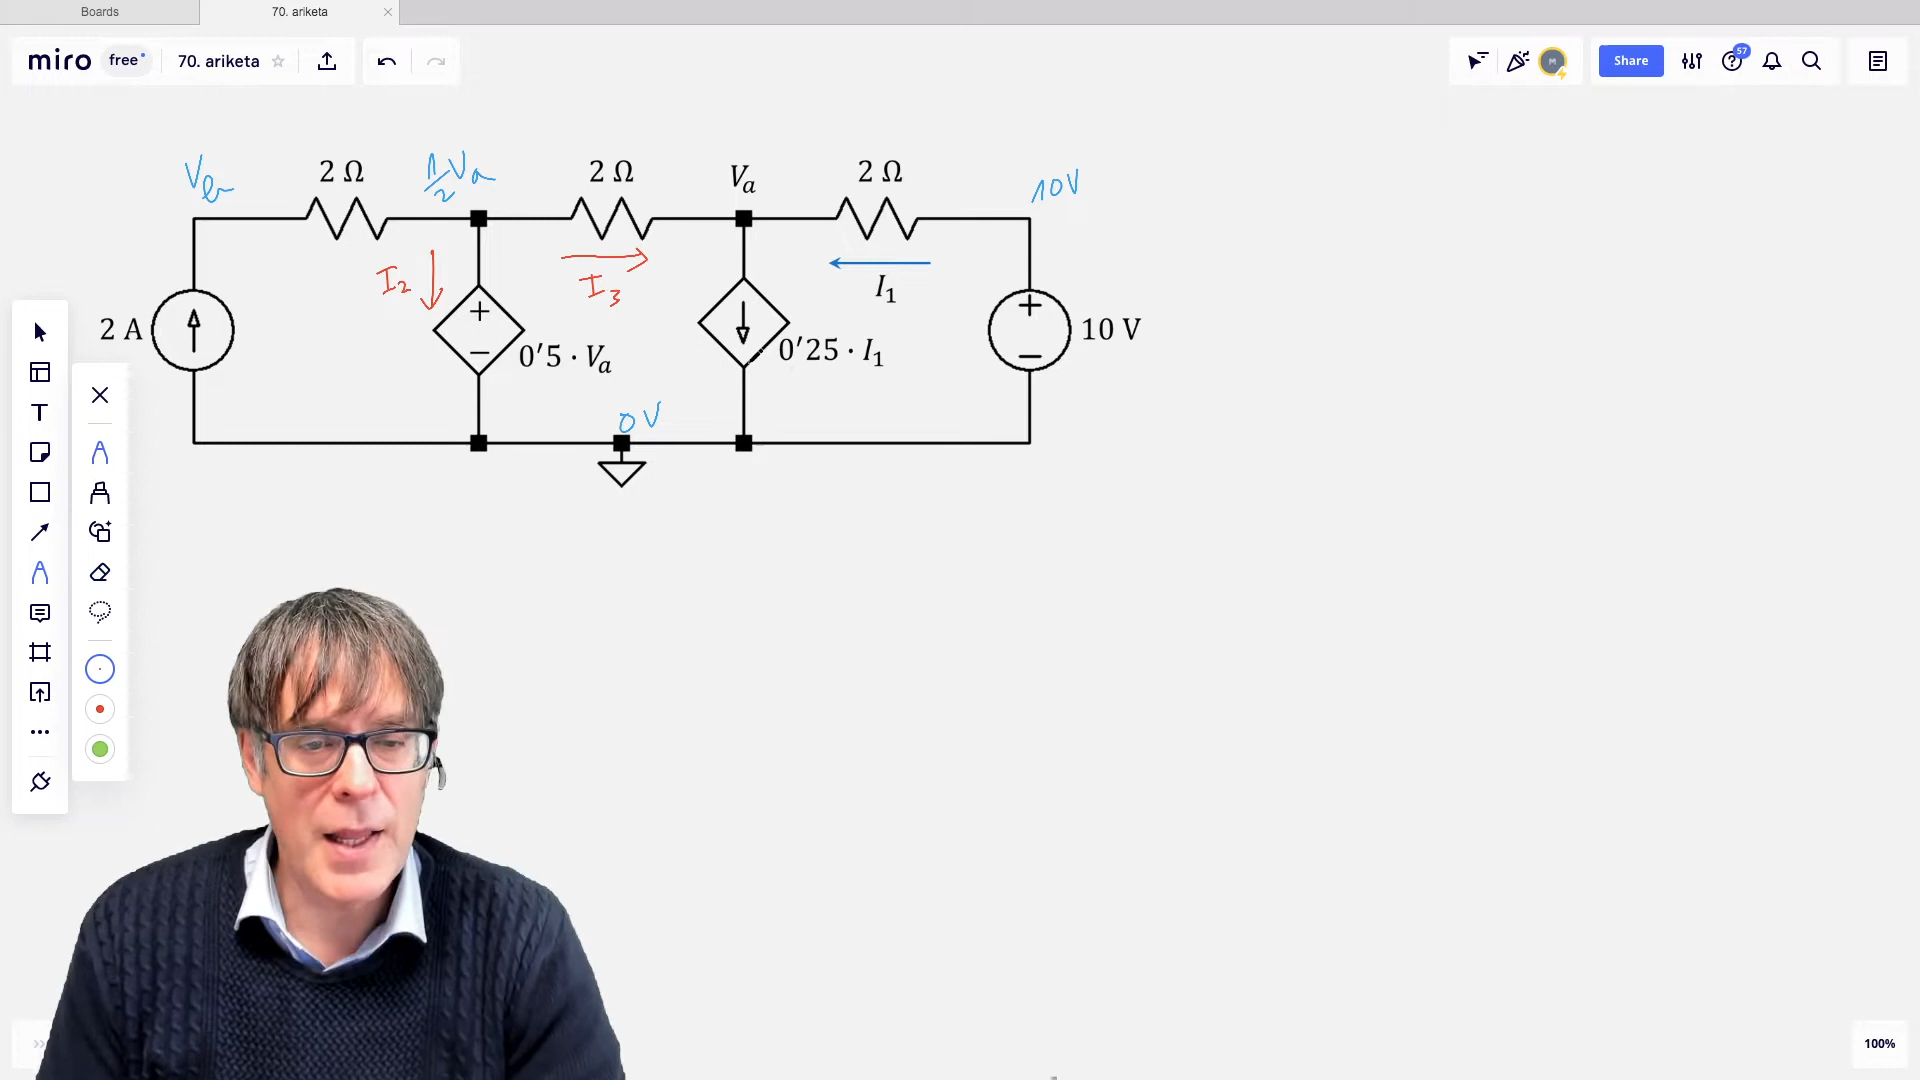 Boards
70. ariketa
miro free 70. ariketa
Share
57
M
V_b 2 Ω 1/2 V_a 2 Ω V_a 2 Ω 10V
I_2 I_3 I_1
2 A + − 0′5 · V_a 0′25 · I_1 + − 10 V
0V
T
100%